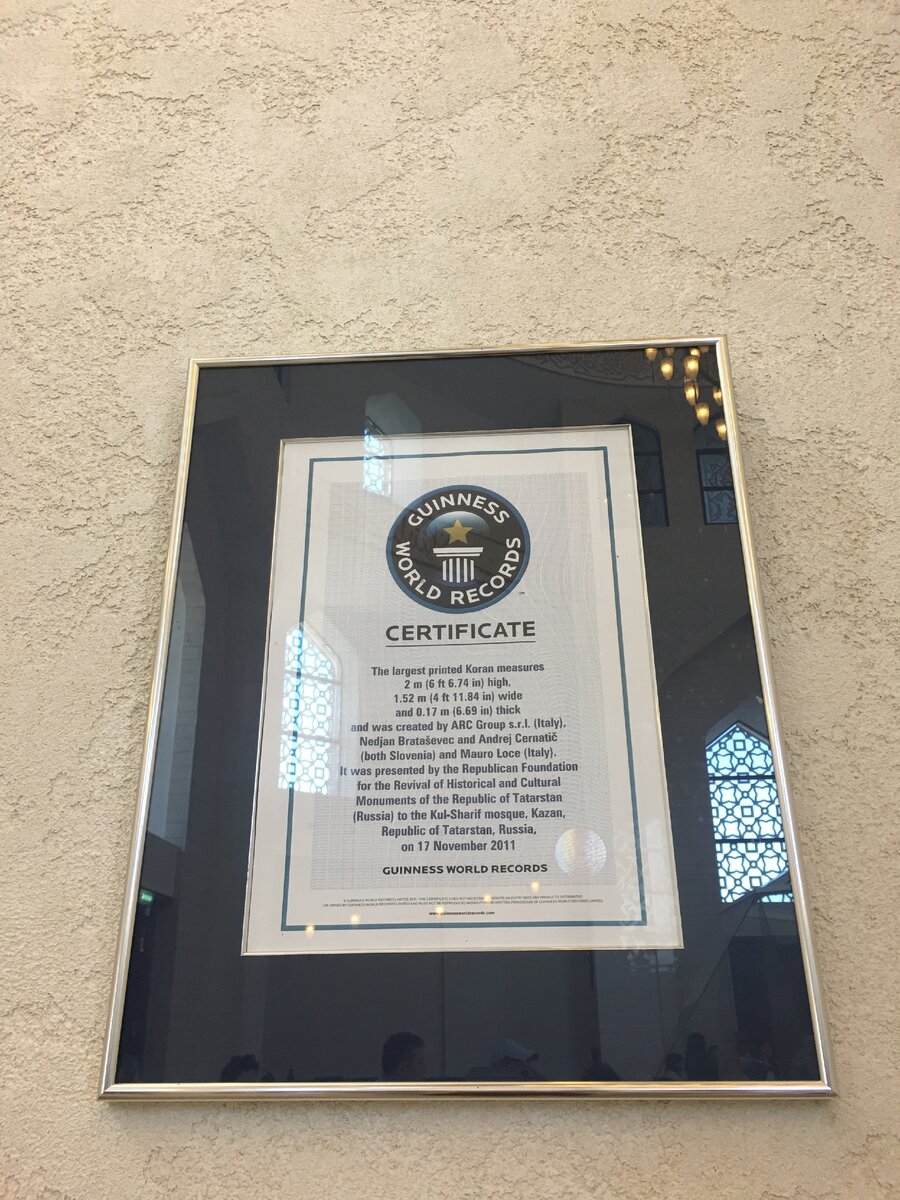 GUINNESS
WORLD RECORDS
CERTIFICATE
The largest printed Koran measures
2 m (6 ft 6.74 in) high,
1.52 m (4 ft 11.84 in) wide
and 0.17 m (6.69 in) thick
and was created by ARC Group s.r.l. (Italy),
Nedjan Brataševec and Andrej Cernatič
(both Slovenia) and Mauro Loce (Italy).
It was presented by the Republican Foundation
for the Revival of Historical and Cultural
Monuments of the Republic of Tatarstan
(Russia) to the Kul-Sharif mosque, Kazan,
Republic of Tatarstan, Russia,
on 17 November 2011
GUINNESS WORLD RECORDS
www.guinnessworldrecords.com